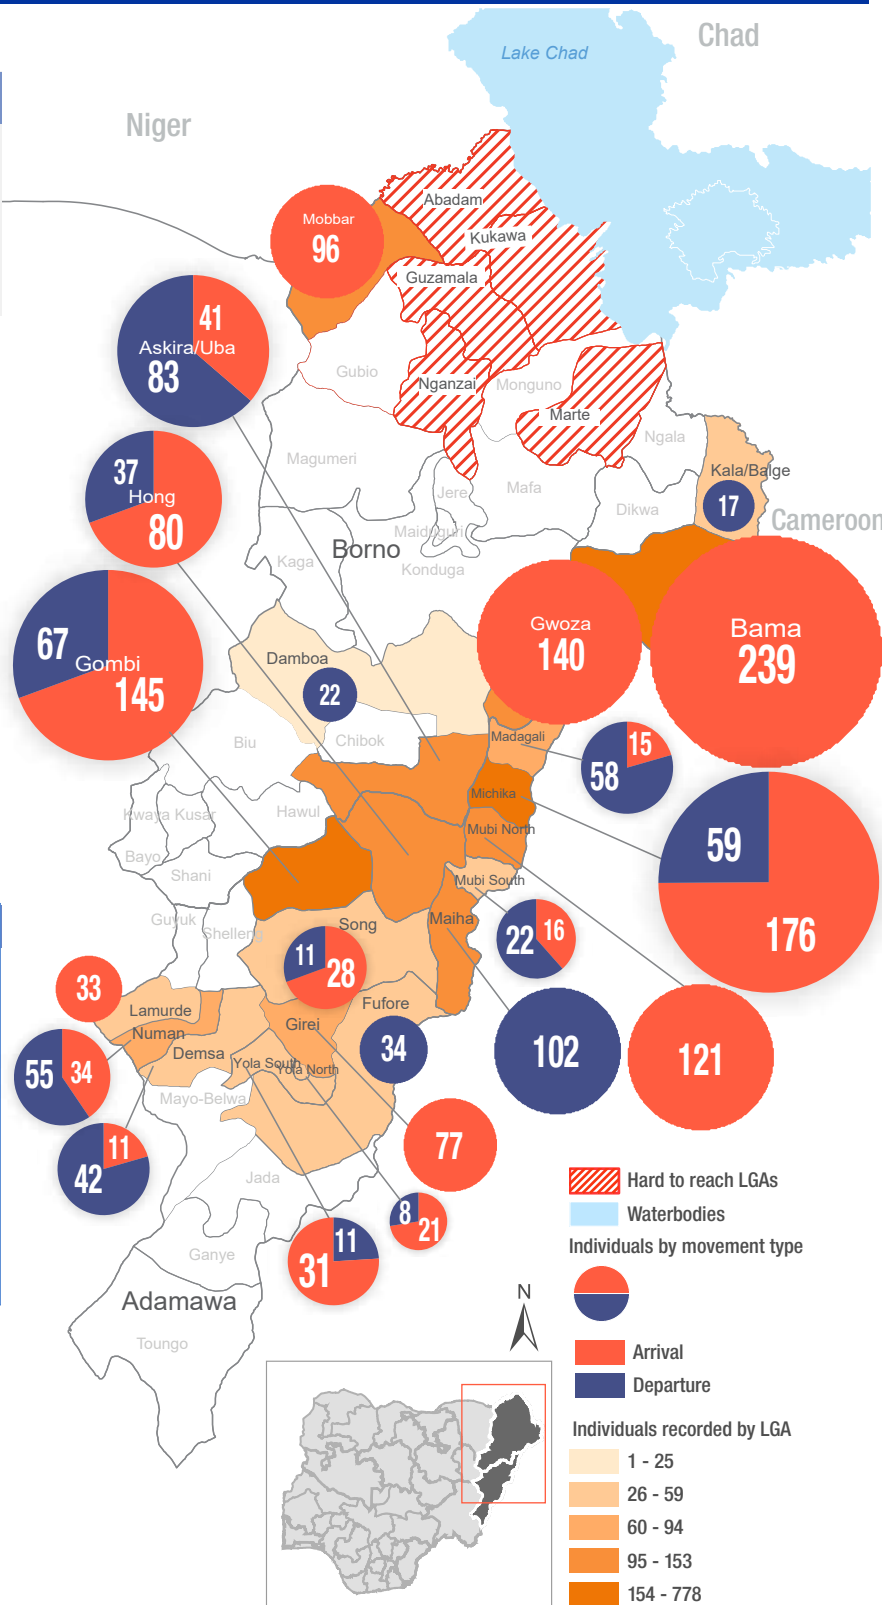 Chad
Lake Chad
Niger
Abadam
Mobbar
96
Kukawa
Guzamala
41
Askira/Uba
83
Gubio
Nganzai
Monguno
Marte
Ngala
Magumeri
Kala/Balge
37
Hong
80
Jere
Mafa
17
Dikwa
Cameroon
Maiduguri
Borno
Kaga
Konduga
Gwoza
140
Bama
239
67
Gombi
145
Damboa
22
Biu
Chibok
Madagali
15
58
Michika
Kwaya Kusar
Hawul
Mubi North
59
176
Bayo
Shani
Mubi South
Guyuk
Shelleng
Song
Maiha
22
16
11
28
33
Lamurde
Fufore
Numan
Girei
Demsa
34
102
121
55
34
Yola South
Yola North
Mayo-Belwa
11
42
77
Jada
8
21
11
31
Ganye
Adamawa
Toungo
Hard to reach LGAs
Waterbodies
Individuals by movement type
N
Arrival
Departure
Individuals recorded by LGA
1 - 25
26 - 59
60 - 94
95 - 153
154 - 778